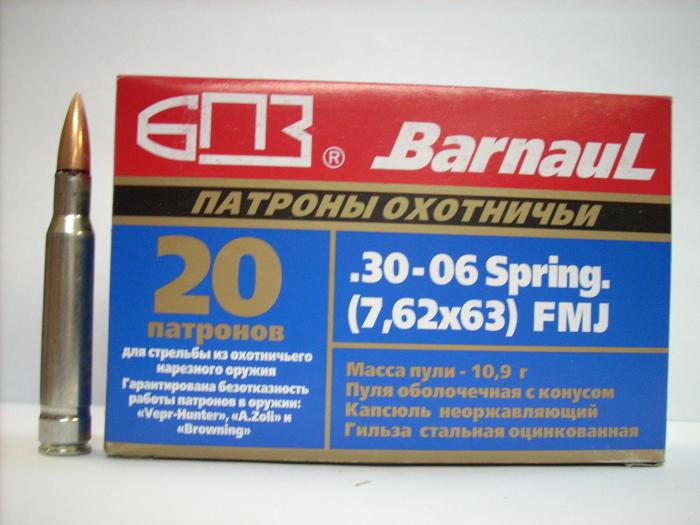 БПЗ ® Barnaul
ПАТРОНЫ ОХОТНИЧЬИ
20
патронов
для стрельбы из охотничьего
нарезного оружия
Гарантирована безотказность
работы патронов в оружии:
«Vepr-Hunter», «A.Zoli» и
«Browning»
.30-06 Spring.
(7,62x63) FMJ
Масса пули - 10,9 г
Пуля оболочечная с конусом
Капсюль неоржавляющий
Гильза стальная оцинкованная